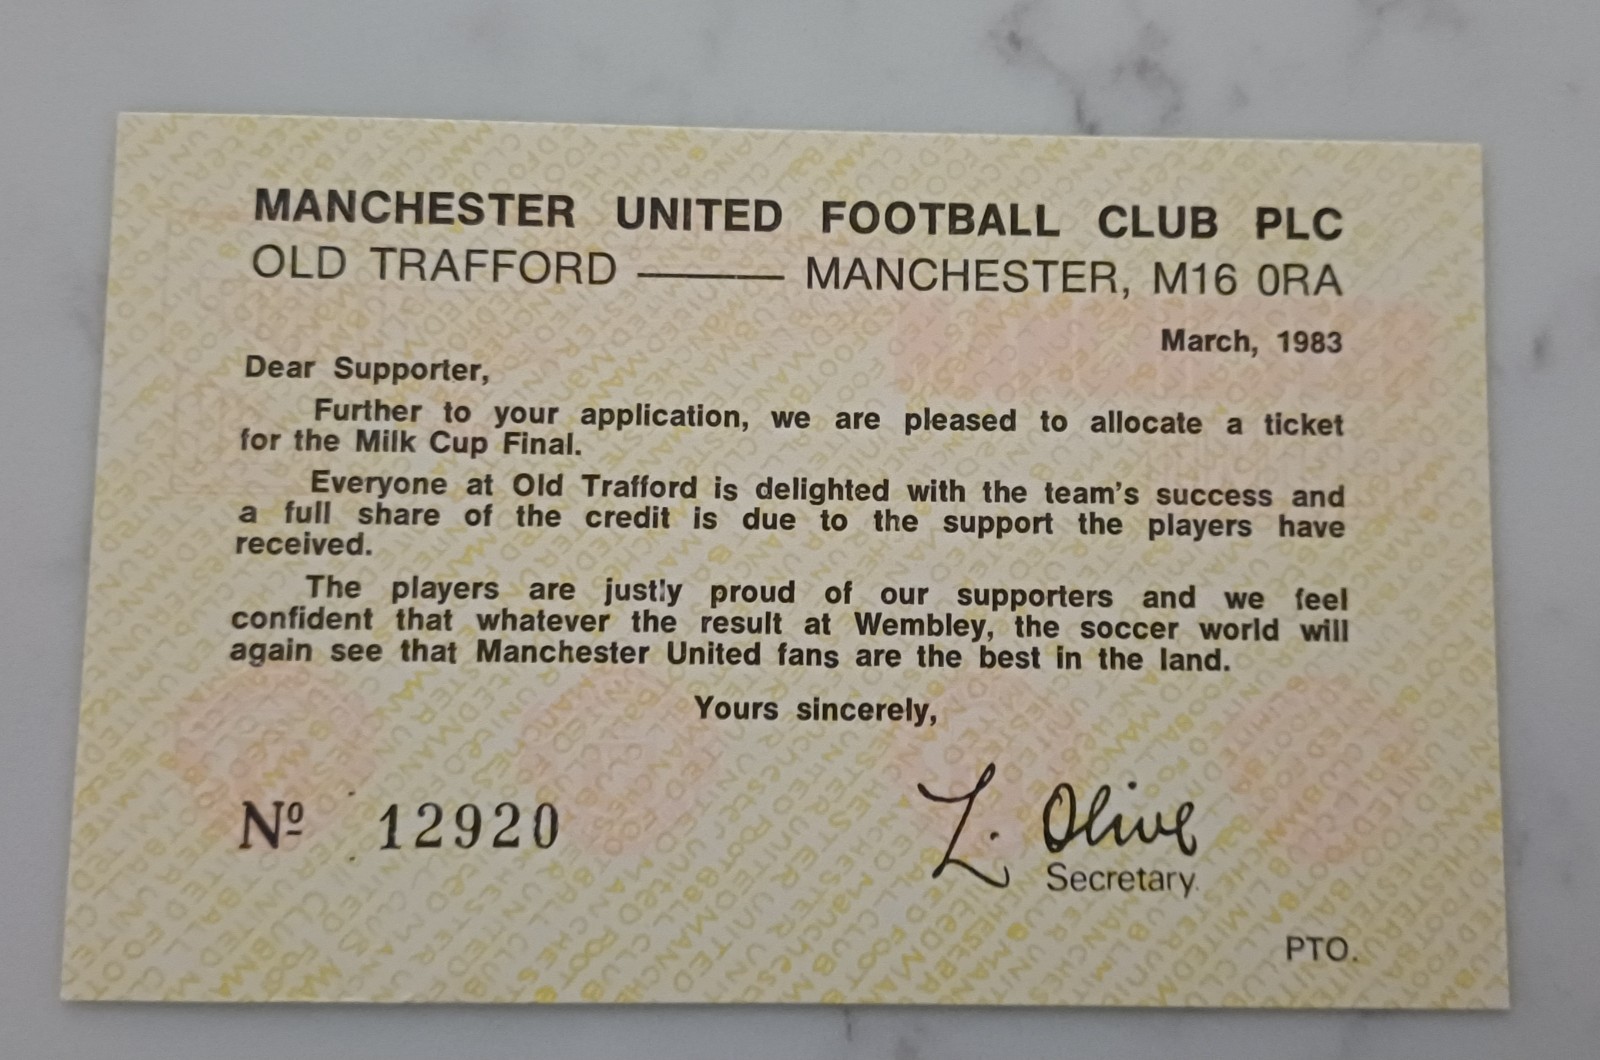 MANCHESTER UNITED FOOTBALL CLUB PLC
OLD TRAFFORD ——— MANCHESTER, M16 0RA
March, 1983
Dear Supporter,
Further to your application, we are pleased to allocate a ticket
for the Milk Cup Final.
Everyone at Old Trafford is delighted with the team's success and
a full share of the credit is due to the support the players have
received.
The players are justly proud of our supporters and we feel
confident that whatever the result at Wembley, the soccer world will
again see that Manchester United fans are the best in the land.
Yours sincerely,
Nº 12920
L. Olive
Secretary.
PTO.